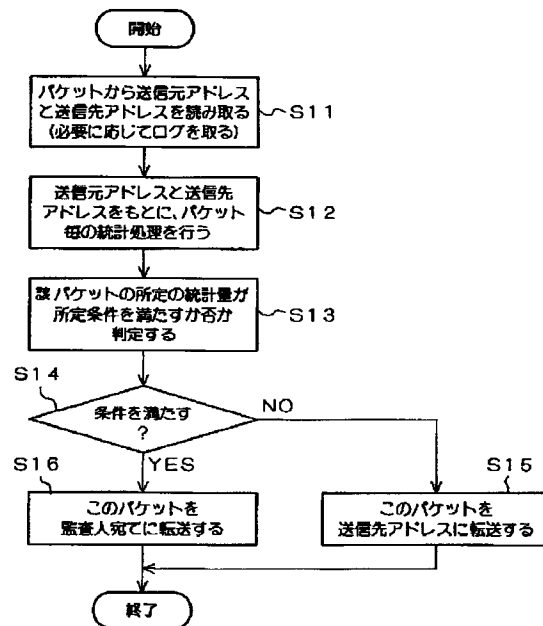 開始
パケットから送信元アドレス
と送信先アドレスを読み取る
(必要に応じてログを取る)
S11
送信元アドレスと送信先
アドレスをもとに、パケット
毎の統計処理を行う
S12
該パケットの所定の統計量が
所定条件を満たすか否か
判定する
S13
S14
条件を満たす
?
NO
YES
S16
このパケットを
監査人宛てに転送する
S15
このパケットを
送信先アドレスに転送する
終了